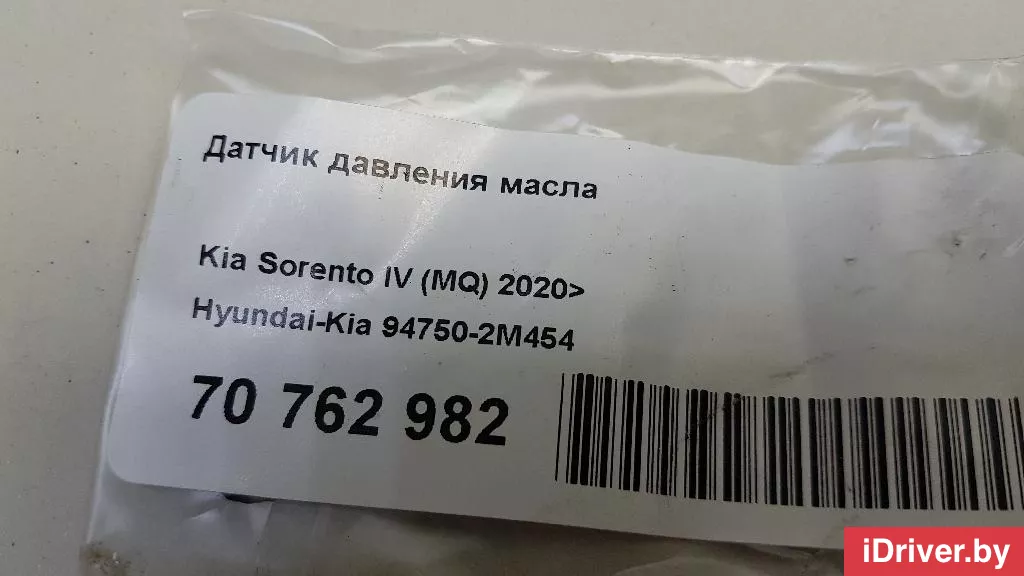 Датчик давления масла
Kia Sorento IV (MQ) 2020>
Hyundai-Kia 94750-2M454
70 762 982
iDriver.by